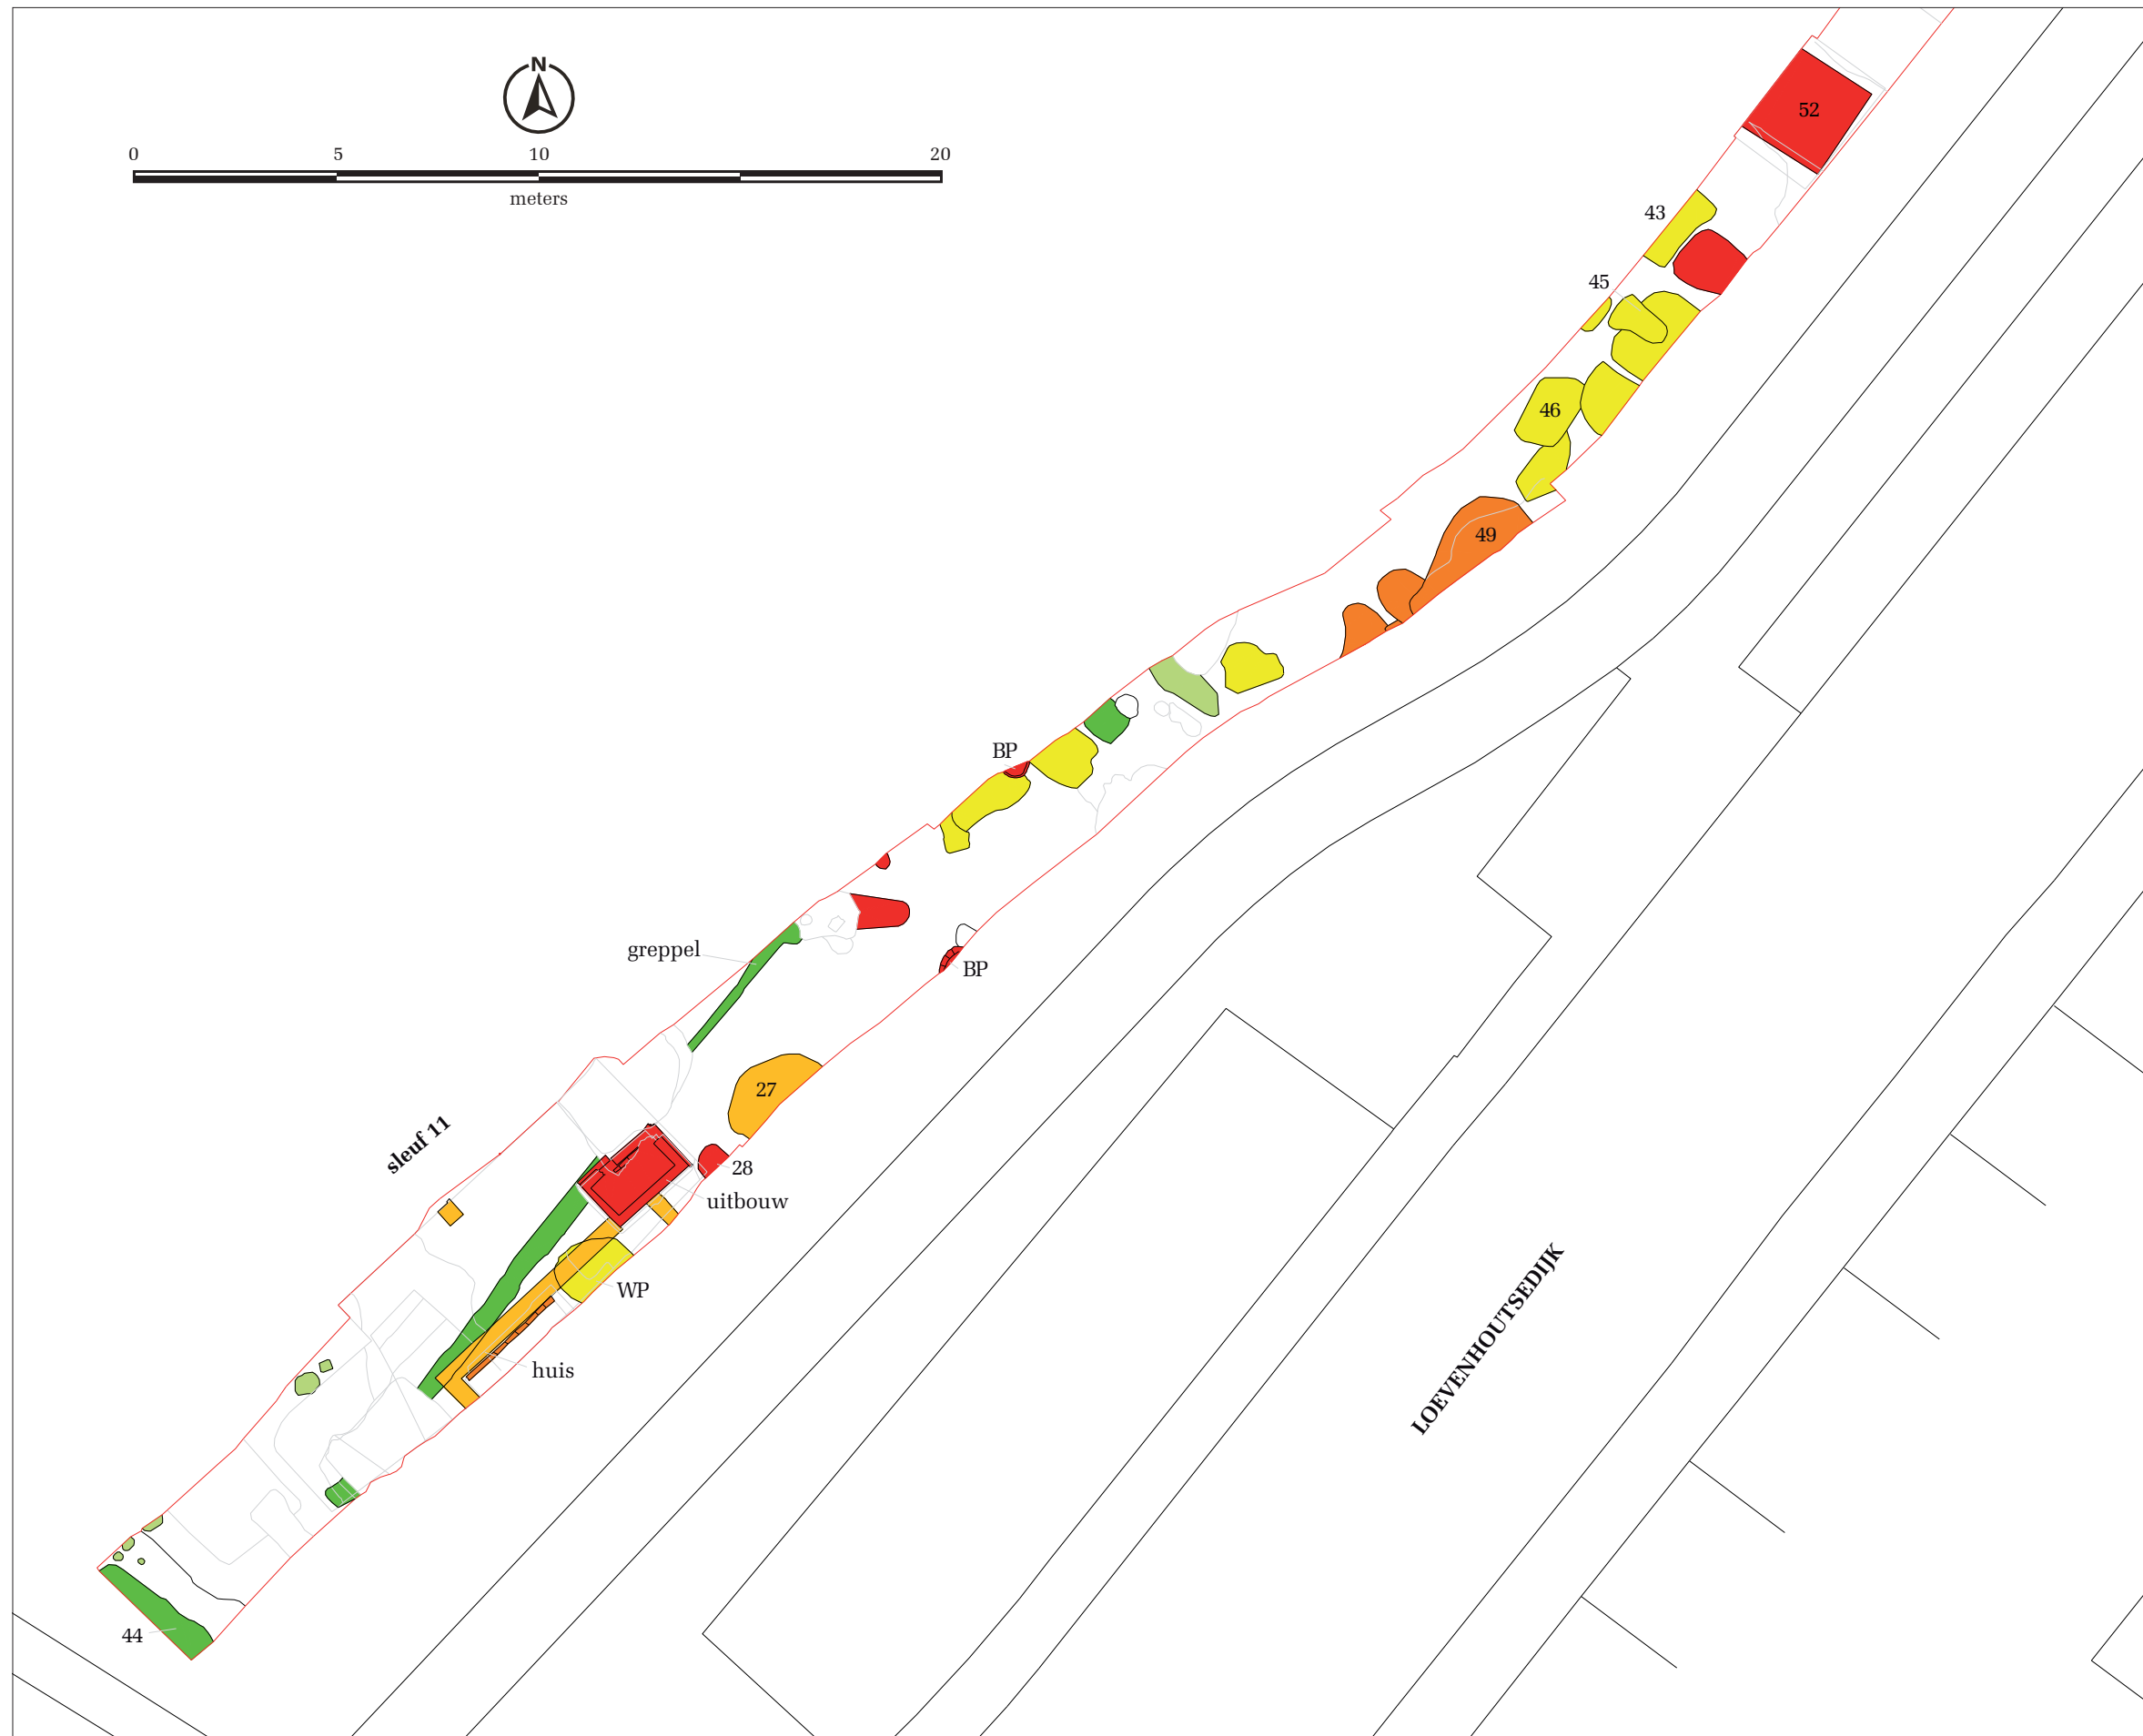 N
0 5 10 20
meters
52
43
45
46
49
BP
greppel
BP
27
sleuf 11
28
uitbouw
WP
huis
LOEVENHOUTSEDIJK
44